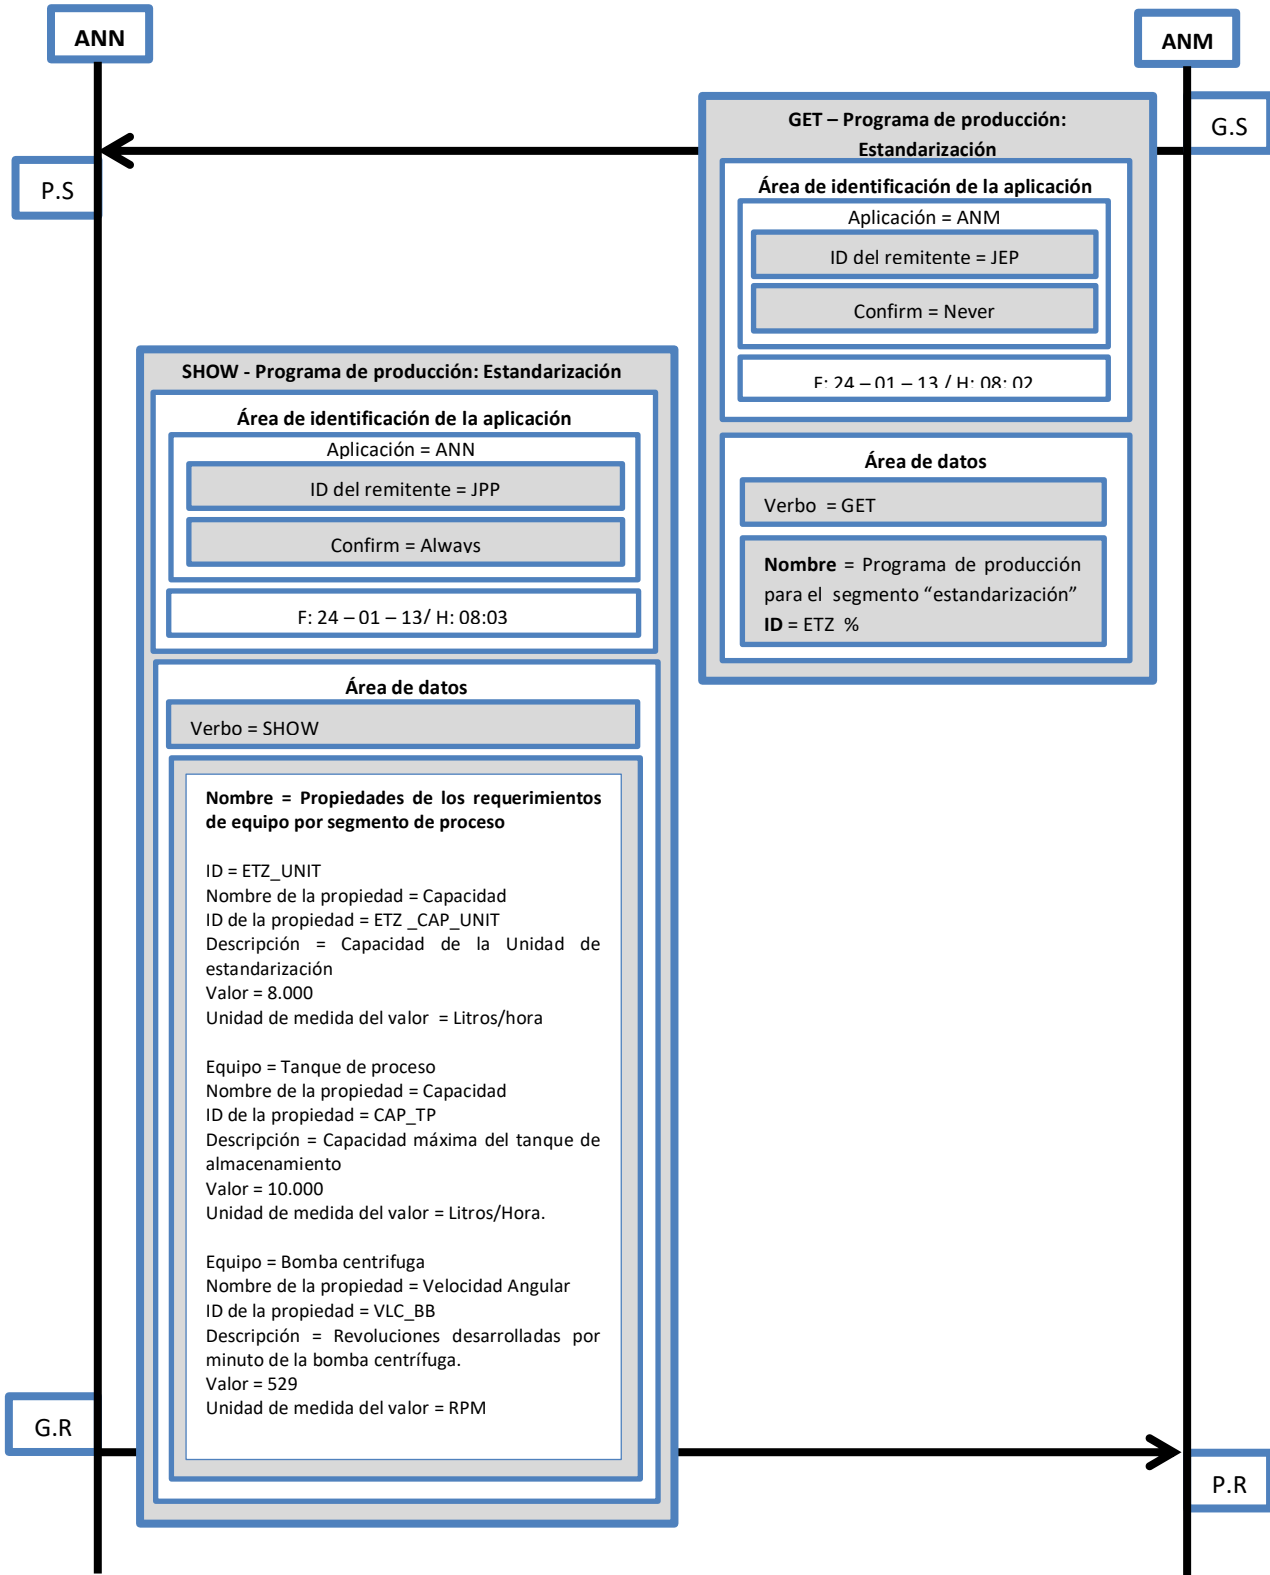 ANN
ANM
G.S
P.S
GET – Programa de producción:
Estandarización
Área de identificación de la aplicación
Aplicación = ANM
ID del remitente = JEP
Confirm = Never
F: 24 – 01 – 13 / H: 08: 02
Área de datos
Verbo = GET
Nombre = Programa de producción
para el segmento “estandarización”
ID = ETZ %
SHOW - Programa de producción: Estandarización
Área de identificación de la aplicación
Aplicación = ANN
ID del remitente = JPP
Confirm = Always
F: 24 – 01 – 13/ H: 08:03
Área de datos
Verbo = SHOW
Nombre = Propiedades de los requerimientos
de equipo por segmento de proceso
ID = ETZ_UNIT
Nombre de la propiedad = Capacidad
ID de la propiedad = ETZ _CAP_UNIT
Descripción = Capacidad de la Unidad de
estandarización
Valor = 8.000
Unidad de medida del valor = Litros/hora
Equipo = Tanque de proceso
Nombre de la propiedad = Capacidad
ID de la propiedad = CAP_TP
Descripción = Capacidad máxima del tanque de
almacenamiento
Valor = 10.000
Unidad de medida del valor = Litros/Hora.
Equipo = Bomba centrifuga
Nombre de la propiedad = Velocidad Angular
ID de la propiedad = VLC_BB
Descripción = Revoluciones desarrolladas por
minuto de la bomba centrífuga.
Valor = 529
Unidad de medida del valor = RPM
G.R
P.R